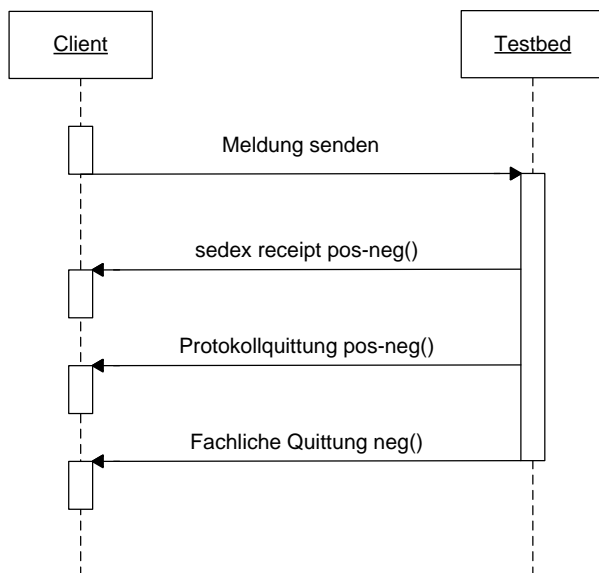 Client
Testbed
Meldung senden
sedex receipt pos-neg()
Protokollquittung pos-neg()
Fachliche Quittung neg()